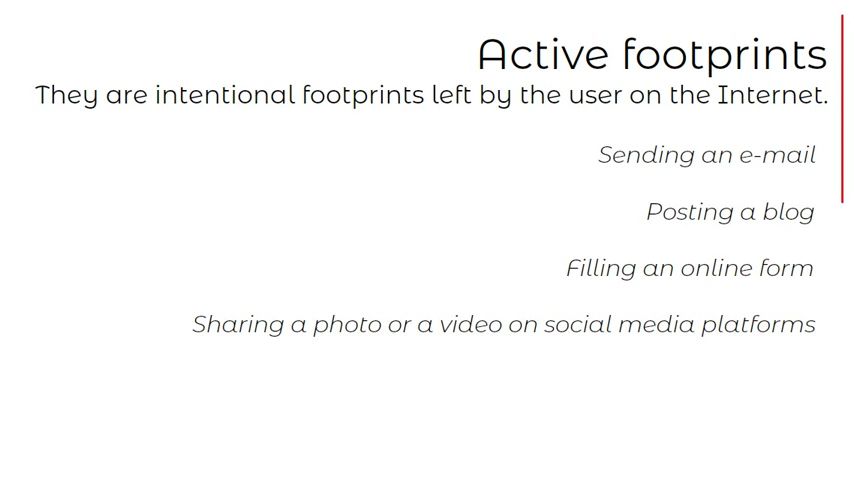 Active footprints
They are intentional footprints left by the user on the Internet.
Sending an e-mail
Posting a blog
Filling an online form
Sharing a photo or a video on social media platforms